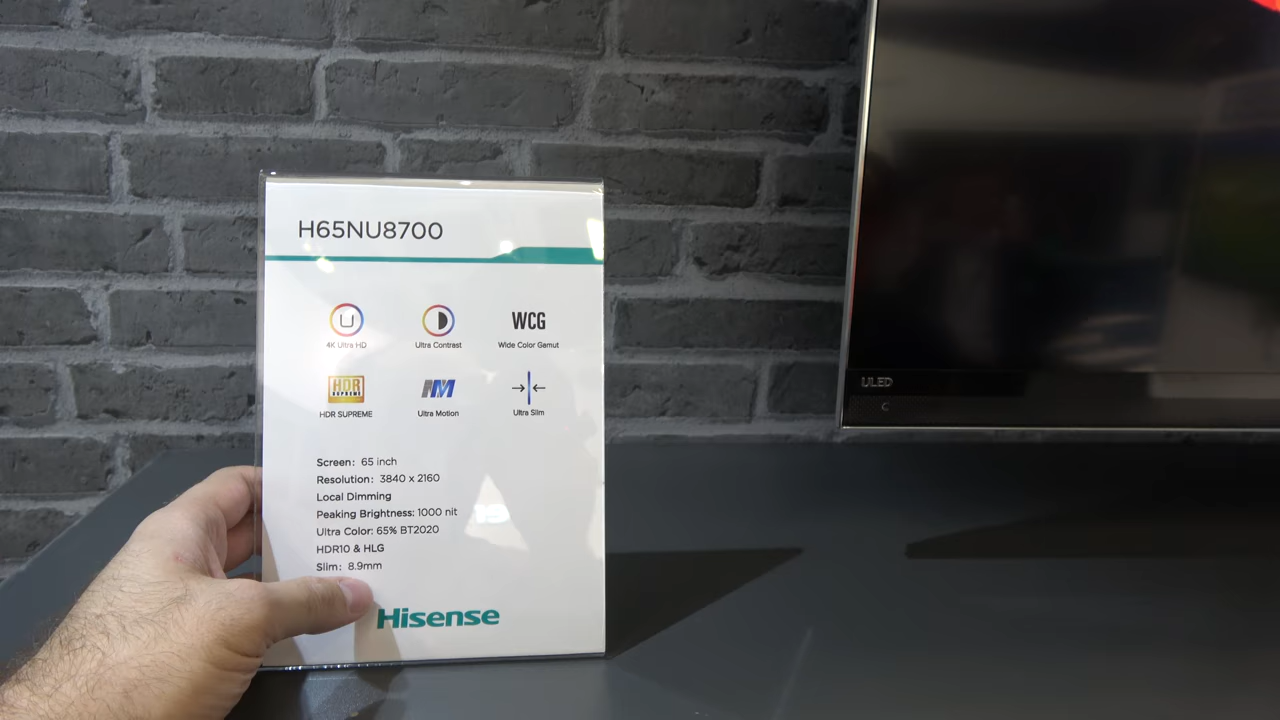 H65NU8700
U
WCG
4K Ultra HD
Ultra Contrast
Wide Color Gamut
HDR
SUPREME
M
HDR SUPREME
Ultra Motion
Ultra Slim
Screen: 65 inch
Resolution: 3840 x 2160
Local Dimming
Peaking Brightness: 1000 nit
Ultra Color: 65% BT2020
HDR10 & HLG
Slim: 8.9mm
Hisense
ULED